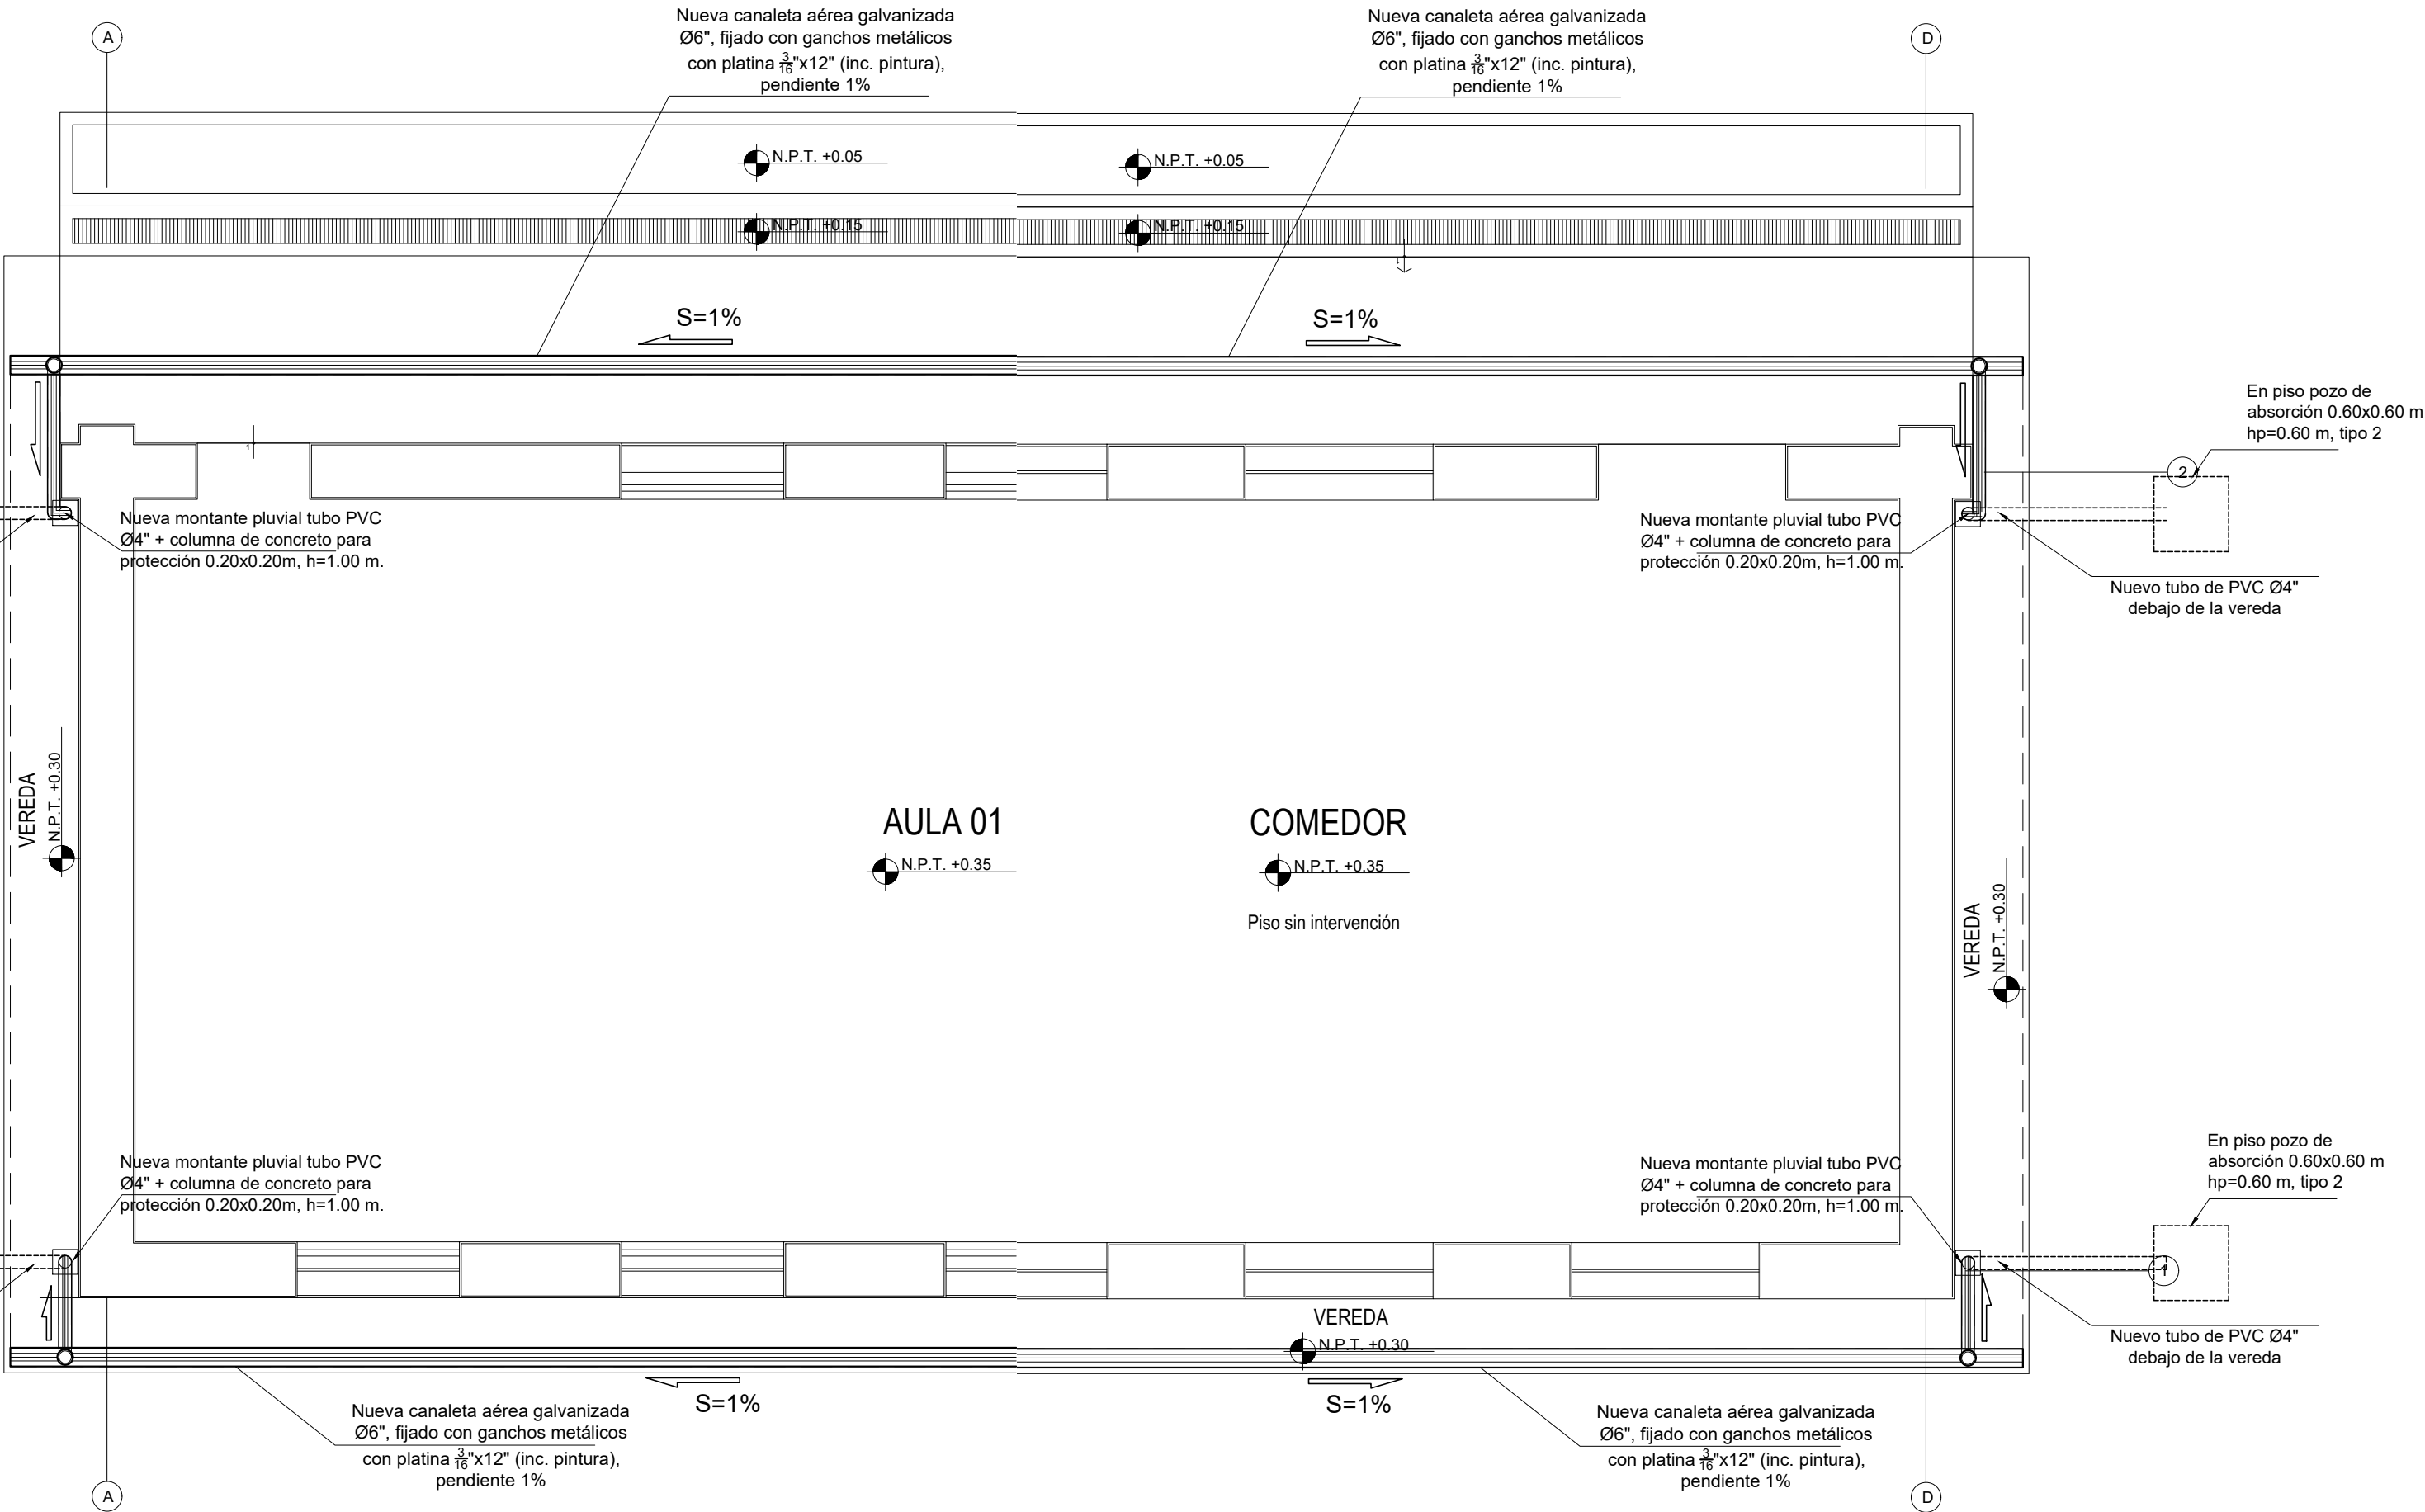 Nueva canaleta aérea galvanizada
Ø6", fijado con ganchos metálicos
con platina 3/16"x12" (inc. pintura),
pendiente 1%
Nueva canaleta aérea galvanizada
Ø6", fijado con ganchos metálicos
con platina 3/16"x12" (inc. pintura),
pendiente 1%
A
D
N.P.T. +0.05
N.P.T. +0.05
N.P.T. +0.15
N.P.T. +0.15
S=1%
S=1%
En piso pozo de
absorción 0.60x0.60 m
hp=0.60 m, tipo 2
2
Nueva montante pluvial tubo PVC
Ø4" + columna de concreto para
protección 0.20x0.20m, h=1.00 m.
Nueva montante pluvial tubo PVC
Ø4" + columna de concreto para
protección 0.20x0.20m, h=1.00 m.
Nuevo tubo de PVC Ø4"
debajo de la vereda
VEREDA
N.P.T. +0.30
AULA 01
N.P.T. +0.35
COMEDOR
N.P.T. +0.35
Piso sin intervención
VEREDA
N.P.T. +0.30
Nueva montante pluvial tubo PVC
Ø4" + columna de concreto para
protección 0.20x0.20m, h=1.00 m.
Nueva montante pluvial tubo PVC
Ø4" + columna de concreto para
protección 0.20x0.20m, h=1.00 m.
En piso pozo de
absorción 0.60x0.60 m
hp=0.60 m, tipo 2
1
VEREDA
N.P.T. +0.30
Nuevo tubo de PVC Ø4"
debajo de la vereda
S=1%
S=1%
Nueva canaleta aérea galvanizada
Ø6", fijado con ganchos metálicos
con platina 3/16"x12" (inc. pintura),
pendiente 1%
Nueva canaleta aérea galvanizada
Ø6", fijado con ganchos metálicos
con platina 3/16"x12" (inc. pintura),
pendiente 1%
A
D